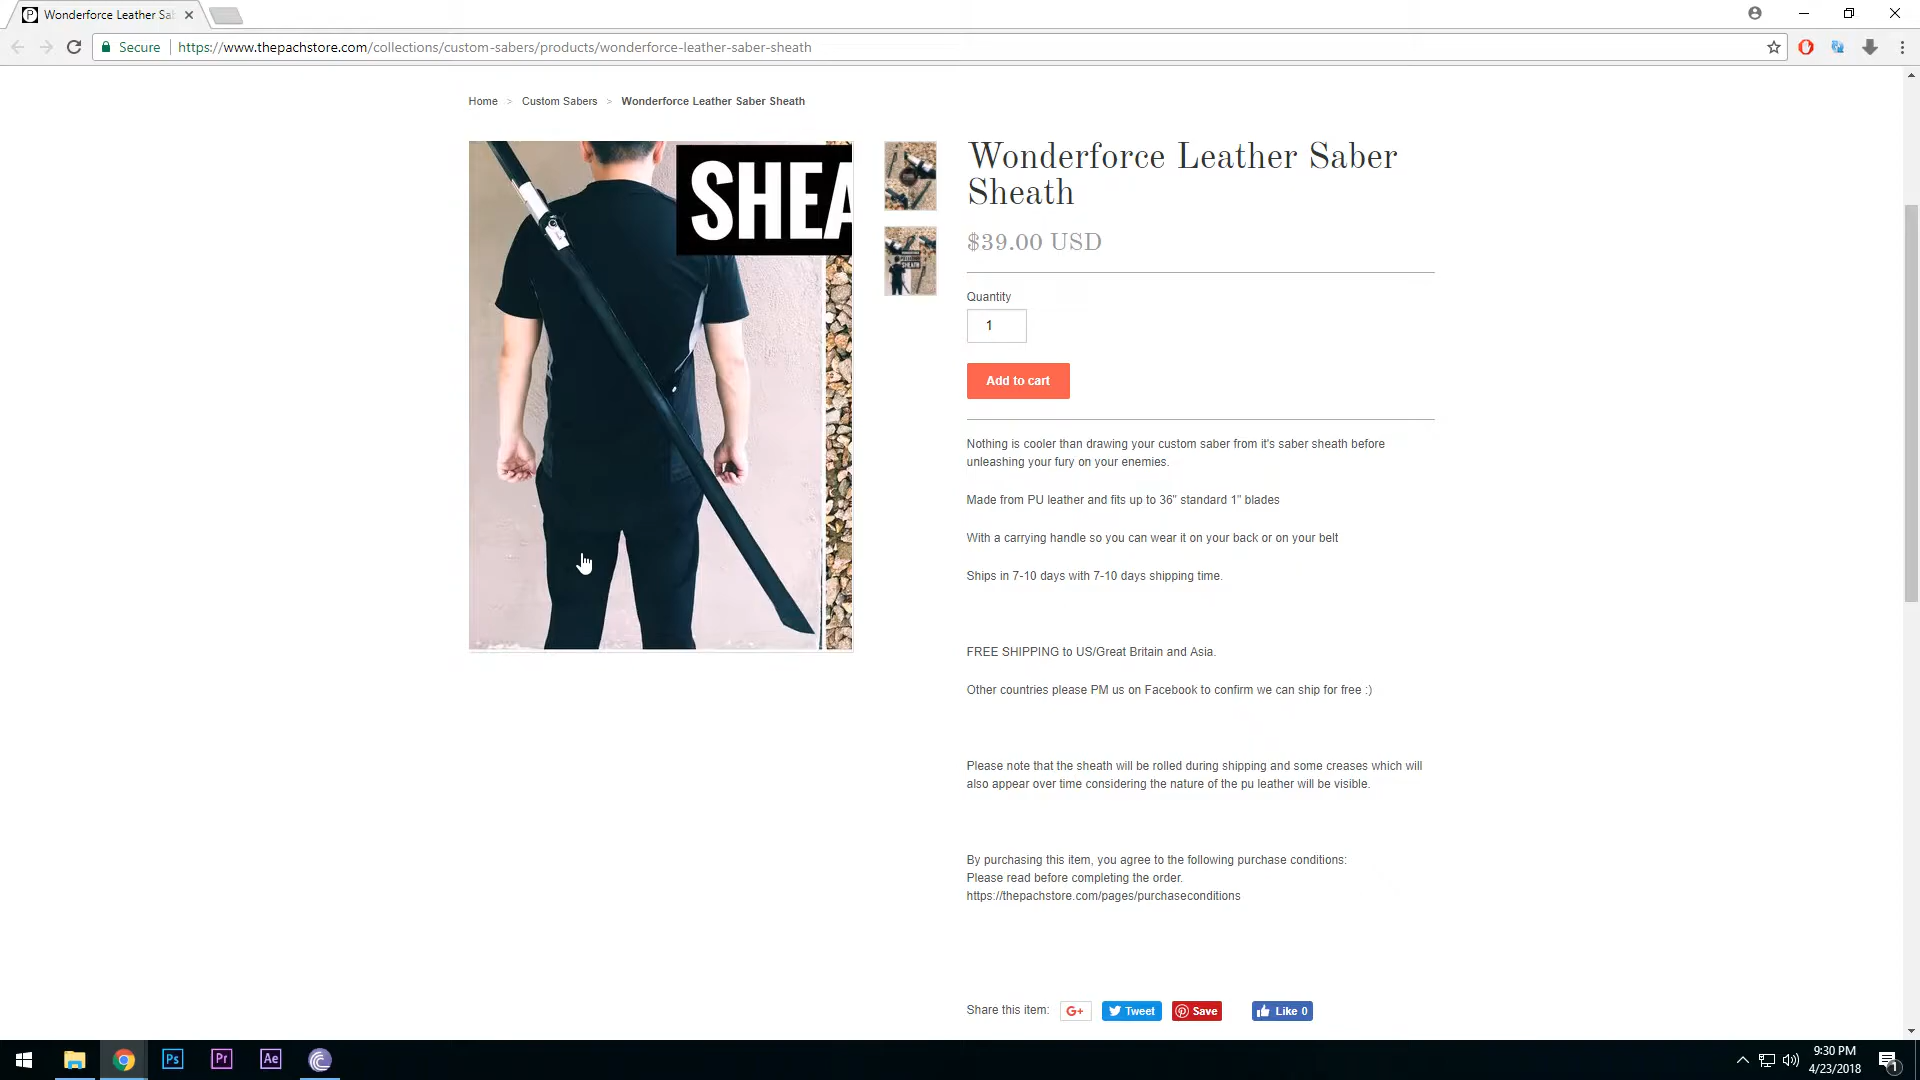 Wonderforce Leather Sa
Secure
https://www.thepachstore.com/collections/custom-sabers/products/wonderforce-leather-saber-sheath
Home > Custom Sabers > Wonderforce Leather Saber Sheath
SHEA
Wonderforce Leather Saber
Sheath
$39.00 USD
Quantity
1
Add to cart
Nothing is cooler than drawing your custom saber from it's saber sheath before
unleashing your fury on your enemies.
Made from PU leather and fits up to 36" standard 1" blades
With a carrying handle so you can wear it on your back or on your belt
Ships in 7-10 days with 7-10 days shipping time.
FREE SHIPPING to US/Great Britain and Asia.
Other countries please PM us on Facebook to confirm we can ship for free :)
Please note that the sheath will be rolled during shipping and some creases which will
also appear over time considering the nature of the pu leather will be visible.
By purchasing this item, you agree to the following purchase conditions:
Please read before completing the order.
https://thepachstore.com/pages/purchaseconditions
Share this item: G+ Tweet Save Like 0
Ps Pr Ae
9:30 PM
4/23/2018
1